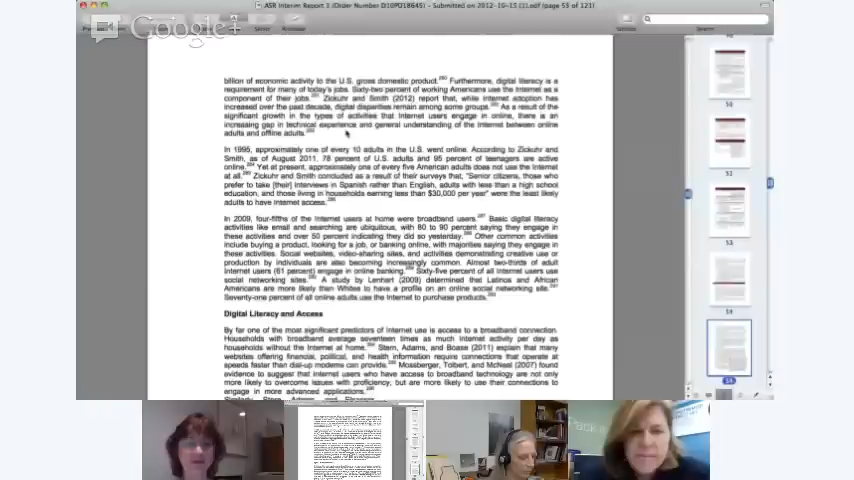 ASR Interim Report 3 (Order Number D10PD18645) - Submitted on 2012-10-15 (1).pdf (page 55 of 121)
Google+
billion of economic activity to the U.S. gross domestic product. Furthermore, digital literacy is a
requirement for many of today's jobs. Sixty-two percent of working Americans use the Internet as a
component of their jobs. Zickuhr and Smith (2012) report that, while Internet adoption has
increased over the past decade, digital disparities remain among some groups. As a result of the
significant growth in the types of activities that Internet users engage in online, there is an
increasing gap in technical experience and general understanding of the Internet between online
adults and offline adults.
In 1995, approximately one of every 10 adults in the U.S. went online. According to Zickuhr and
Smith, as of August 2011, 78 percent of U.S. adults and 95 percent of teenagers are active
online. Yet at present, approximately one of every five American adults does not use the Internet
at all. Zickuhr and Smith concluded as a result of their surveys that, "Senior citizens, those who
prefer to take [their] interviews in Spanish rather than English, adults with less than a high school
education, and those living in households earning less than $30,000 per year" were the least likely
adults to have Internet access.
In 2009, four-fifths of the Internet users at home were broadband users. Basic digital literacy
activities like email and searching are ubiquitous, with 80 to 90 percent saying they engage in
these activities and over 50 percent indicating they did so yesterday. Other common activities
include buying a product, looking for a job, or banking online, with majorities saying they engage in
these activities. Social websites, video-sharing sites, and activities demonstrating creative use or
production by individuals are also becoming increasingly common. Almost two-thirds of adult
Internet users (61 percent) engage in online banking. Sixty-five percent of all Internet users use
social networking sites. A study by Lenhart (2009) determined that Latinos and African
Americans are more likely than Whites to have a profile on an online social networking site.
Seventy-one percent of all online adults use the Internet to purchase products.
Digital Literacy and Access
By far one of the most significant predictors of Internet use is access to a broadband connection.
Households with broadband average seventeen times as much Internet activity per day as
households without the Internet at home. Stern, Adams, and Boase (2011) explain that many
websites offering financial, political, and health information require connections that operate at
speeds faster than dial-up modems can provide. Mossberger, Tolbert, and McNeal (2007) found
evidence to suggest that Internet users who have access to broadband technology are not only
more likely to overcome issues with proficiency, but are more likely to use their connections to
engage in more advanced applications.